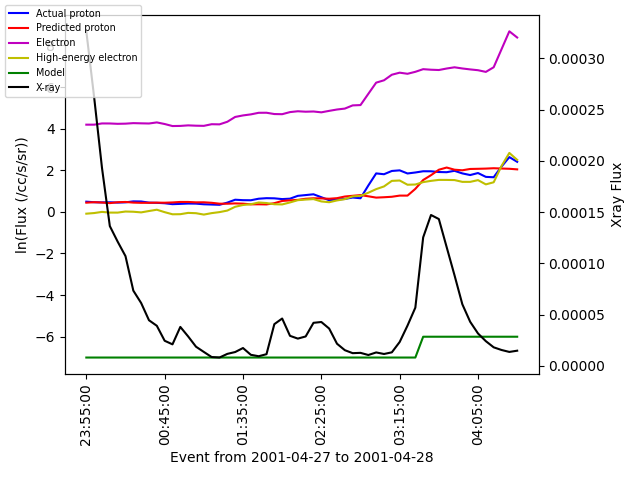 Actual proton
Predicted proton
Electron
High-energy electron
Model
X-ray
8
6
4
2
0
−2
−4
−6
ln(Flux (/cc/s/sr))
0.00030
0.00025
0.00020
0.00015
0.00010
0.00005
0.00000
Xray Flux
23:55:00
00:45:00
01:35:00
02:25:00
03:15:00
04:05:00
Event from 2001-04-27 to 2001-04-28